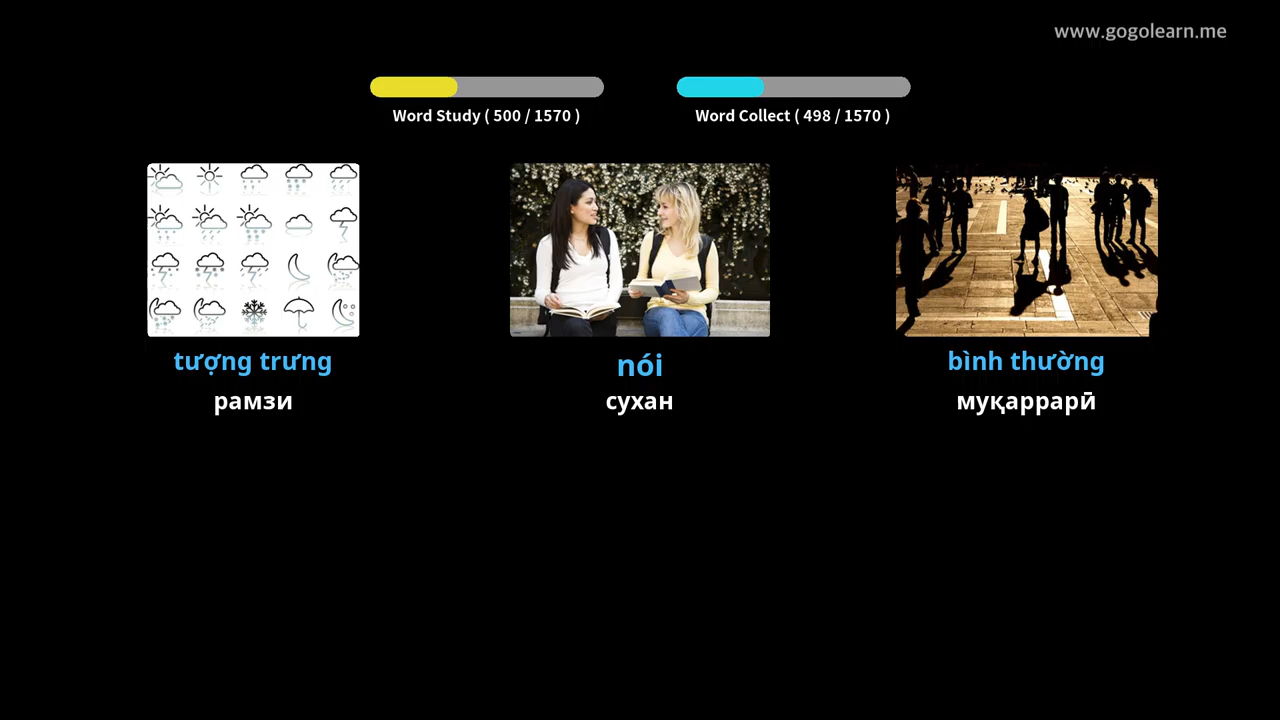 www.gogolearn.me
Word Study ( 500 / 1570 )
Word Collect ( 498 / 1570 )
tượng trưng
рамзи
nói
сухан
bình thường
муқаррарӣ